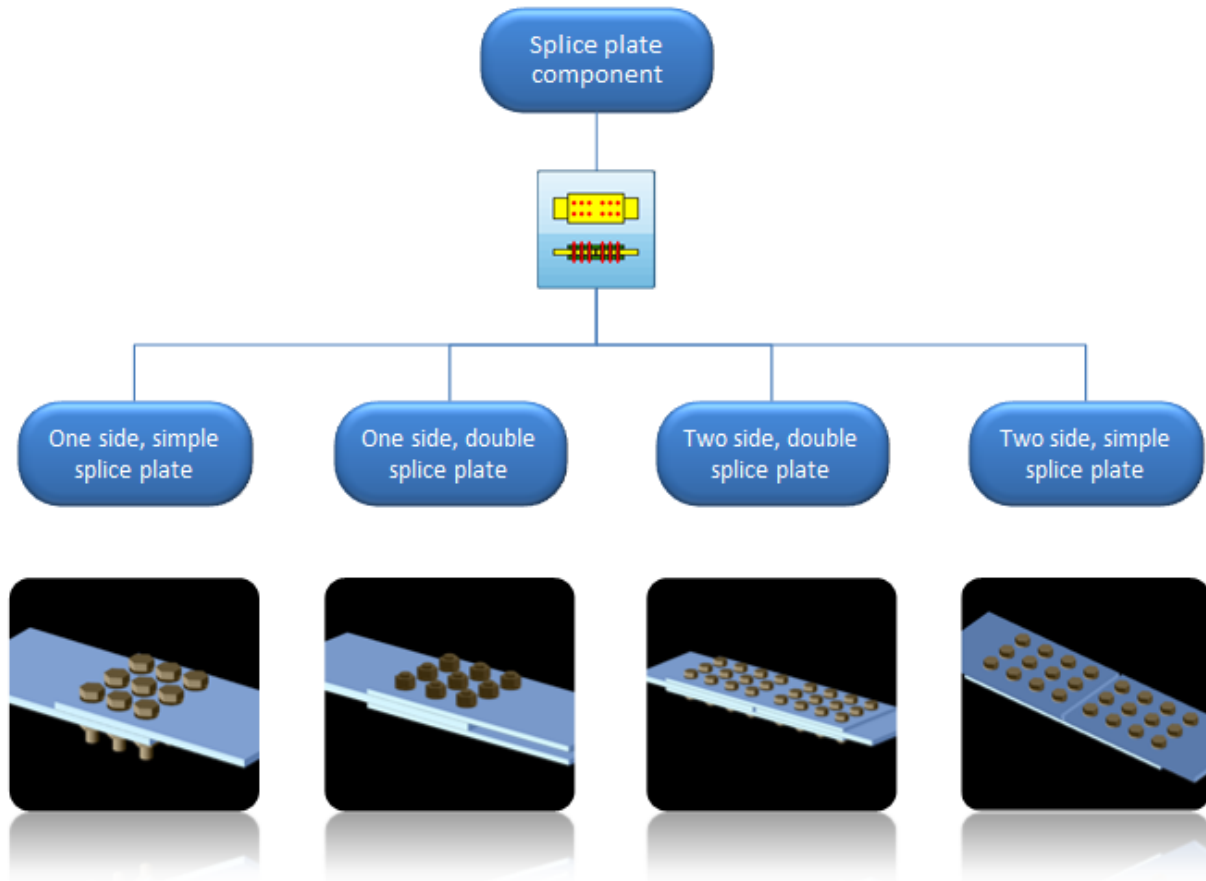 Splice plate
component
One side, simple
splice plate
One side, double
splice plate
Two side, double
splice plate
Two side, simple
splice plate